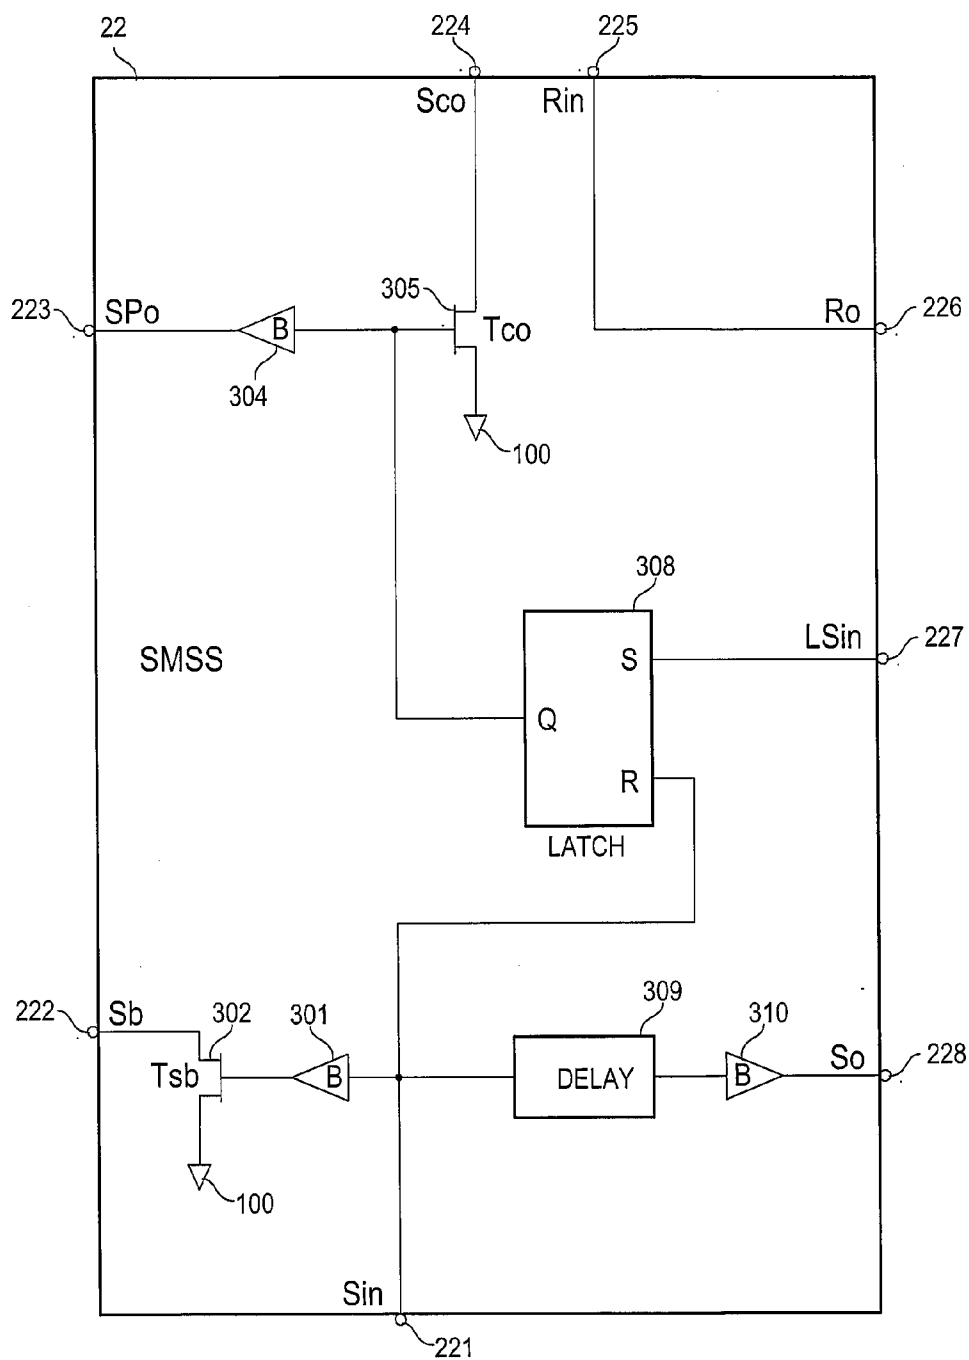 22
224
225
Sco
Rin
305
223
SPo
Ro
226
B
Tco
304
100
308
LSin
227
S
SMSS
Q
R
LATCH
222
Sb
302
301
309
310
So
228
Tsb
B
DELAY
B
100
Sin
221